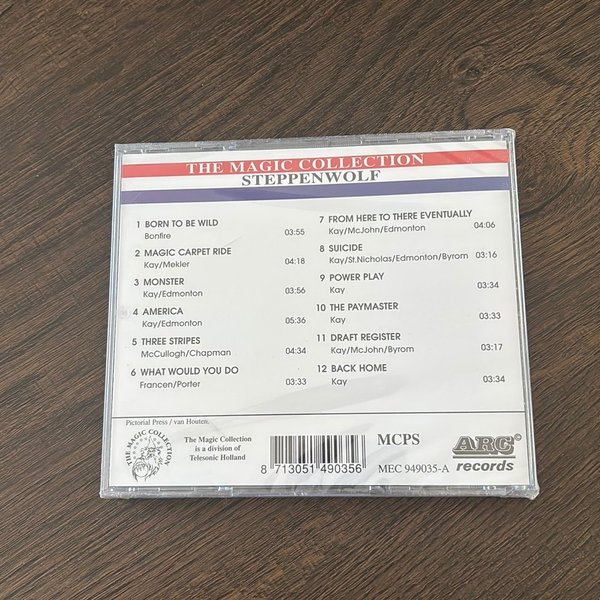 THE MAGIC COLLECTION
STEPPENWOLF
1 BORN TO BE WILD
Bonfire 03:55
2 MAGIC CARPET RIDE
Kay/Mekler 04:18
3 MONSTER
Kay/Edmonton 03:56
4 AMERICA
Kay/Edmonton 05:36
5 THREE STRIPES
McCullogh/Chapman 04:34
6 WHAT WOULD YOU DO
Francen/Porter 03:33
7 FROM HERE TO THERE EVENTUALLY
Kay/McJohn/Edmonton 04:06
8 SUICIDE
Kay/St.Nicholas/Edmonton/Byrom 03:16
9 POWER PLAY
Kay 03:34
10 THE PAYMASTER
Kay 03:33
11 DRAFT REGISTER
Kay/McJohn/Byrom 03:17
12 BACK HOME
Kay 03:34
Pictorial Press / van Houten.
THE MAGIC COLLECTION
The Magic Collection
is a division of
Telesonic Holland
8 713051 490356
MCPS
MEC 949035-A
ARC
records